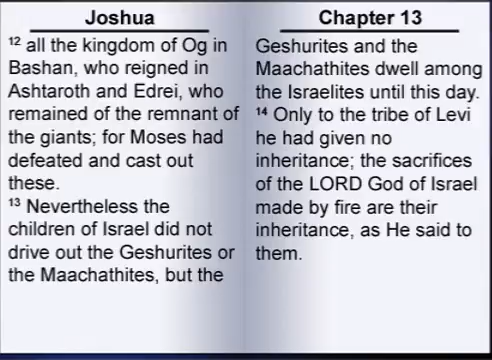 Joshua
¹² all the kingdom of Og in
Bashan, who reigned in
Ashtaroth and Edrei, who
remained of the remnant of
the giants; for Moses had
defeated and cast out
these.
¹³ Nevertheless the
children of Israel did not
drive out the Geshurites or
the Maachathites, but the
Chapter 13
Geshurites and the
Maachathites dwell among
the Israelites until this day.
¹⁴ Only to the tribe of Levi
he had given no
inheritance; the sacrifices
of the LORD God of Israel
made by fire are their
inheritance, as He said to
them.